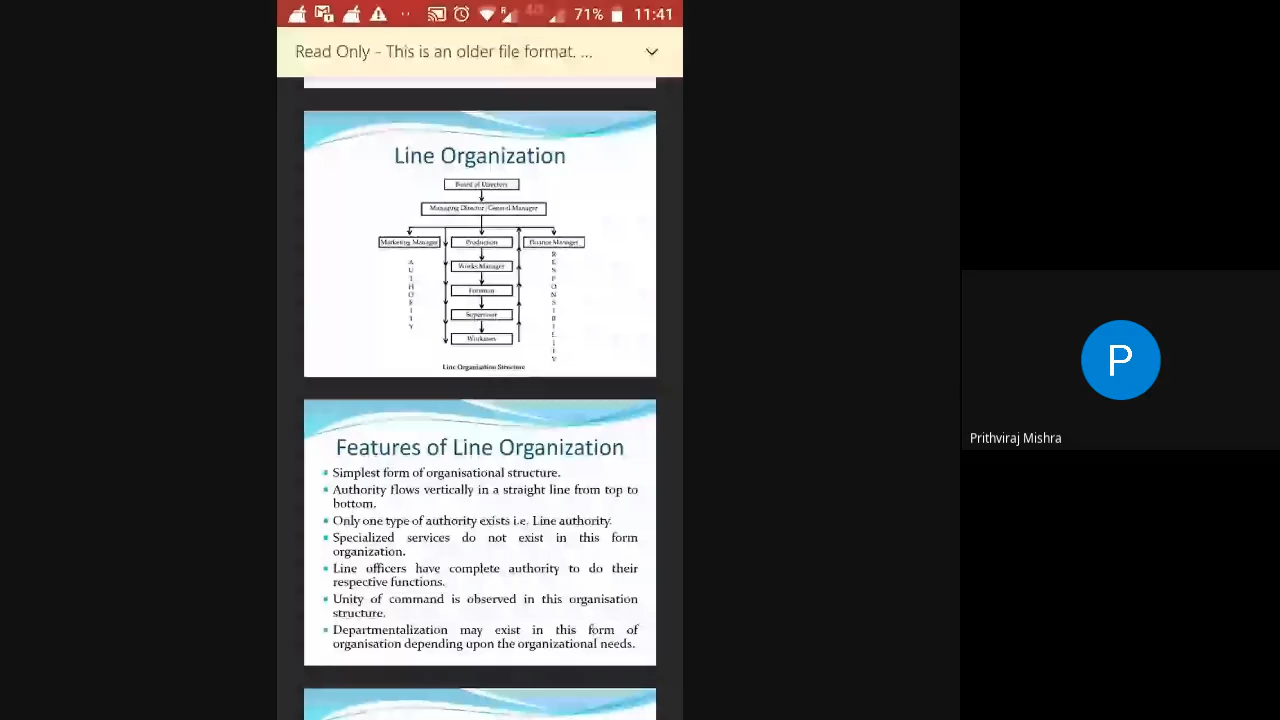 71% 11:41
Read Only - This is an older file format. ...
Line Organization
Board of Directors
Managing Director/General Manager
Marketing Manager Production Finance Manager
Works Manager
Foreman
Supervisor
Workers
AUTHORITY
RESPONSIBILITY
Line Organisation Structure
Features of Line Organization
Simplest form of organisational structure.
Authority flows vertically in a straight line from top to
bottom.
Only one type of authority exists i.e. Line authority.
Specialized services do not exist in this form
organization.
Line officers have complete authority to do their
respective functions.
Unity of command is observed in this organisation
structure.
Departmentalization may exist in this form of
organisation depending upon the organizational needs.
P
Prithviraj Mishra